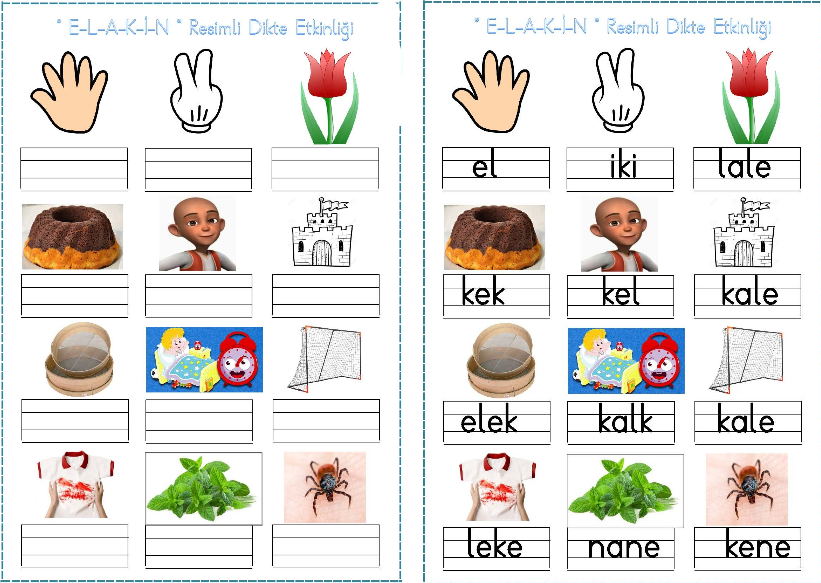 " E-L-A-K-İ-N " Resimli Dikte Etkinliği
" E-L-A-K-İ-N " Resimli Dikte Etkinliği
el iki lale
kek kel kale
elek kalk kale
leke nane kene